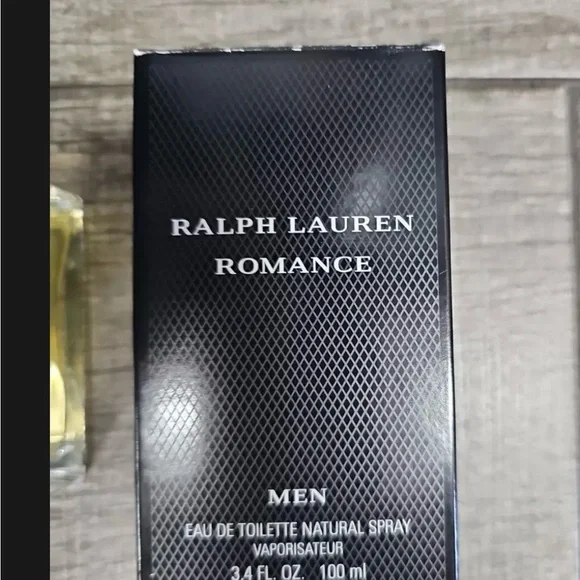 RALPH LAUREN
ROMANCE
MEN
EAU DE TOILETTE NATURAL SPRAY
VAPORISATEUR
3.4 FL. OZ. 100 ml